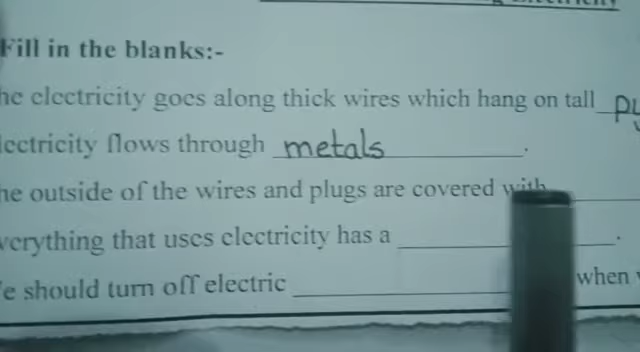 Fill in the blanks:-
he electricity goes along thick wires which hang on tall
lectricity flows through metals.
he outside of the wires and plugs are covered with
verything that uses electricity has a .
e should turn off electric when